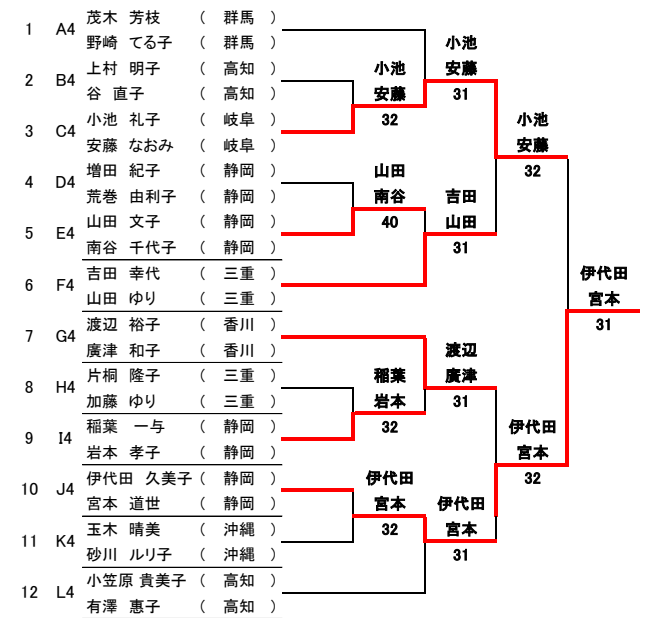 1 A4 茂木 芳枝 ( 群馬 )
野崎 てる子 ( 群馬 )
2 B4 上村 明子 ( 高知 )
谷 直子 ( 高知 )
3 C4 小池 礼子 ( 岐阜 )
安藤 なおみ ( 岐阜 )
4 D4 増田 紀子 ( 静岡 )
荒巻 由利子 ( 静岡 )
5 E4 山田 文子 ( 静岡 )
南谷 千代子 ( 静岡 )
6 F4 吉田 幸代 ( 三重 )
山田 ゆり ( 三重 )
7 G4 渡辺 裕子 ( 香川 )
廣津 和子 ( 香川 )
8 H4 片桐 隆子 ( 三重 )
加藤 ゆり ( 三重 )
9 I4 稲葉 一与 ( 静岡 )
岩本 孝子 ( 静岡 )
10 J4 伊代田 久美子 ( 静岡 )
宮本 道世 ( 静岡 )
11 K4 玉木 晴美 ( 沖縄 )
砂川 ルリ子 ( 沖縄 )
12 L4 小笠原 貴美子 ( 高知 )
有澤 惠子 ( 高知 )
小池
安藤
32
山田
南谷
40
稲葉
岩本
32
伊代田
宮本
32
小池
安藤
31
吉田
山田
31
渡辺
廣津
31
伊代田
宮本
31
小池
安藤
32
伊代田
宮本
32
伊代田
宮本
31